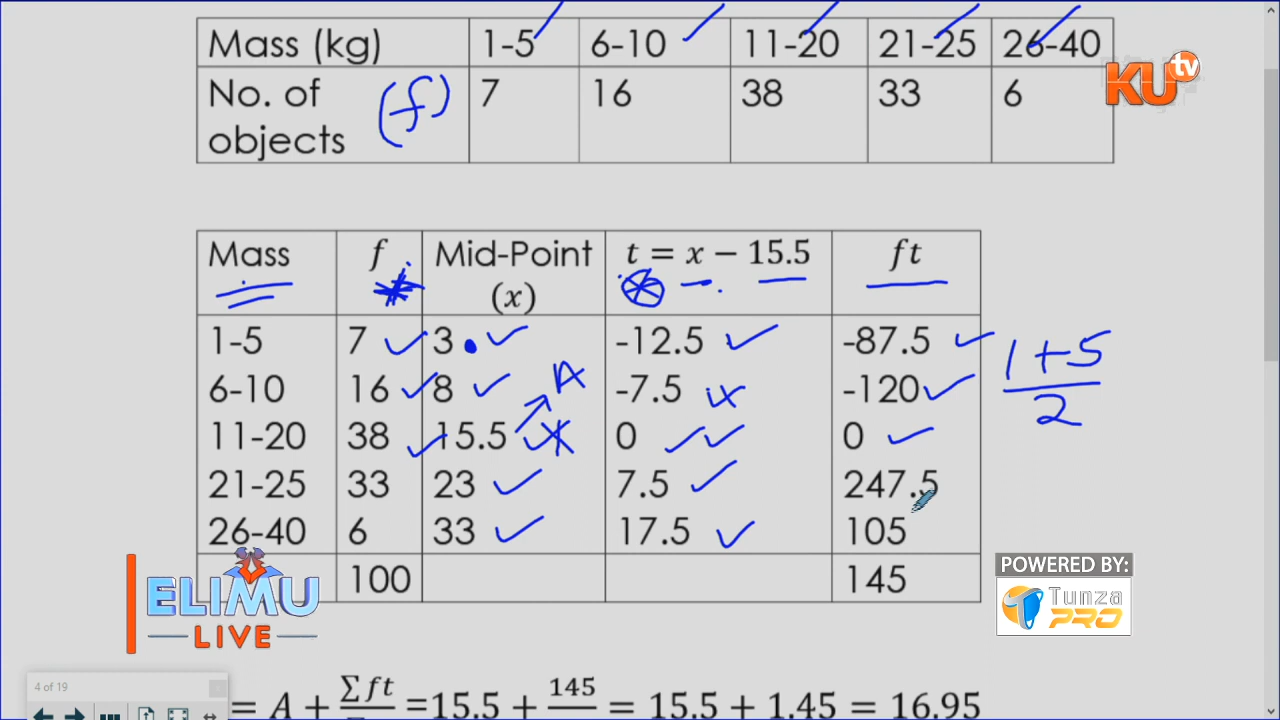 Mass (kg) 1-5 6-10 11-20 21-25 26-40
KU tv
No. of (f) 7 16 38 33 6
objects
Mass f Mid-Point t = x − 15.5 ft
(x)
1-5 7 3 -12.5 -87.5
6-10 16 8 A -7.5 -120
11-20 38 15.5 0 0
21-25 33 23 7.5 247.5
26-40 6 33 17.5 105
100 145
1+5
2
ELIMU
LIVE
POWERED BY:
Tunza
PRO
4 of 19
= A + ∑ft =15.5 + 145 = 15.5 + 1.45 = 16.95